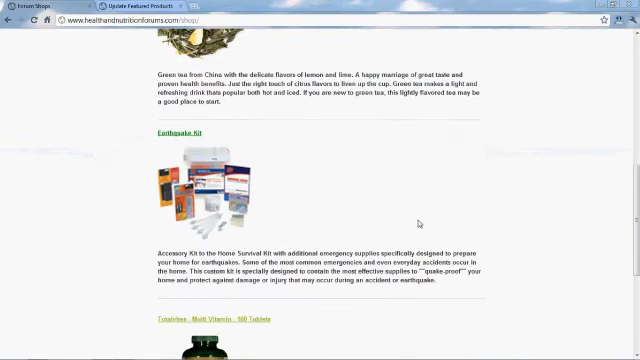 Forum Shops
Update Featured Products
www.healthandnutritionforums.com/shop/
Green tea from China with the delicate flavors of lemon and lime. A happy marriage of great taste and
proven health benefits. Just the right touch of citrus flavors to liven up the cup. Green tea makes a light and
refreshing drink thats popular both hot and iced. If you are new to green tea, this lightly flavored tea may be
a good place to start.
Earthquake Kit
Accessory Kit to the Home Survival Kit with additional emergency supplies specifically designed to prepare
your home for earthquakes. Some of the most common emergencies and even everyday accidents occur in
the home. This custom kit is specially designed to contain the most effective supplies to ""quake-proof"" your
home and protect against damage or injury that may occur during an accident or earthquake.
Totalvites - Multi Vitamin - 100 Tablets